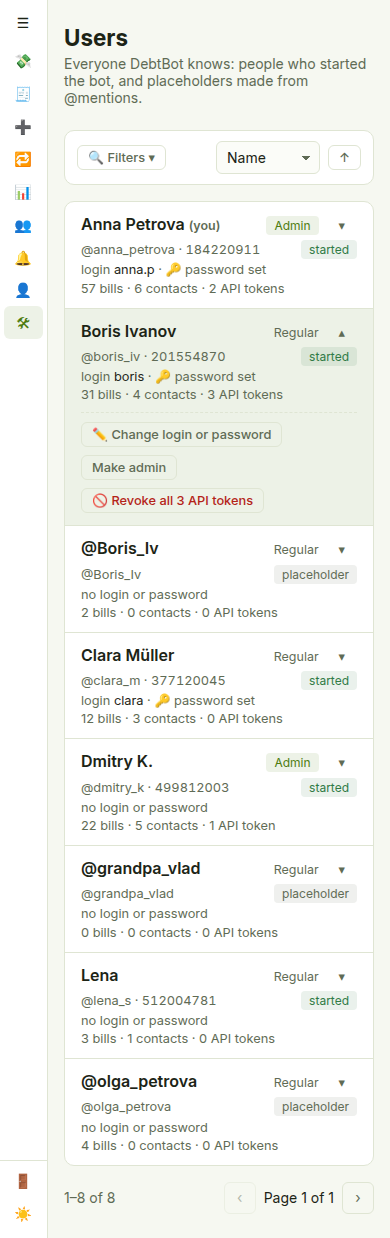 ☰
Users
Everyone DebtBot knows: people who started
the bot, and placeholders made from
@mentions.
🔍 Filters ▾ Name ↑
Anna Petrova (you) Admin ▾
@anna_petrova · 184220911 started
login anna.p · 🔑 password set
57 bills · 6 contacts · 2 API tokens
Boris Ivanov Regular ▴
@boris_iv · 201554870 started
login boris · 🔑 password set
31 bills · 4 contacts · 3 API tokens
✏️ Change login or password
Make admin
🚫 Revoke all 3 API tokens
@Boris_Iv Regular ▾
@Boris_Iv placeholder
no login or password
2 bills · 0 contacts · 0 API tokens
Clara Müller Regular ▾
@clara_m · 377120045 started
login clara · 🔑 password set
12 bills · 3 contacts · 0 API tokens
Dmitry K. Admin ▾
@dmitry_k · 499812003 started
no login or password
22 bills · 5 contacts · 1 API token
@grandpa_vlad Regular ▾
@grandpa_vlad placeholder
no login or password
0 bills · 0 contacts · 0 API tokens
Lena Regular ▾
@lena_s · 512004781 started
no login or password
3 bills · 1 contacts · 0 API tokens
@olga_petrova Regular ▾
@olga_petrova placeholder
no login or password
4 bills · 0 contacts · 0 API tokens
1–8 of 8 ‹ Page 1 of 1 ›